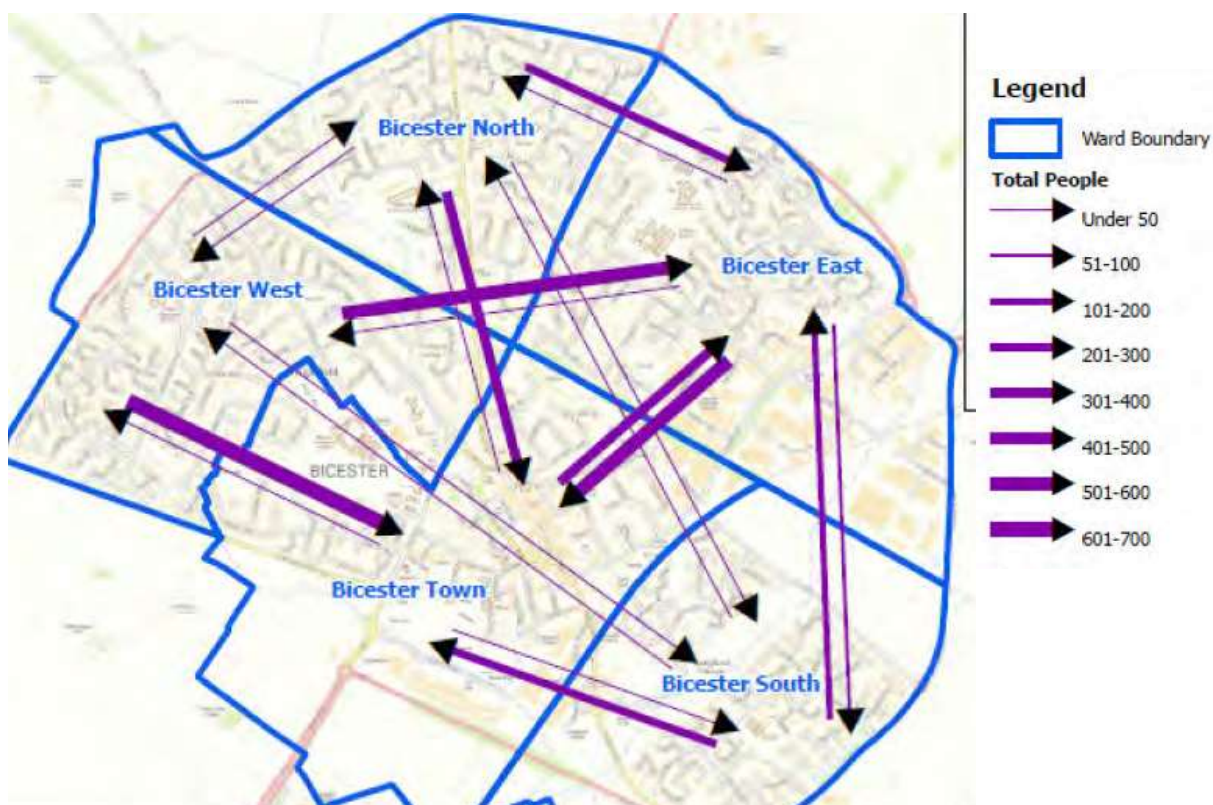 Bicester North
Bicester East
Bicester West
BICESTER
Bicester Town
Bicester South
Legend
Ward Boundary
Total People
Under 50
51-100
101-200
201-300
301-400
401-500
501-600
601-700